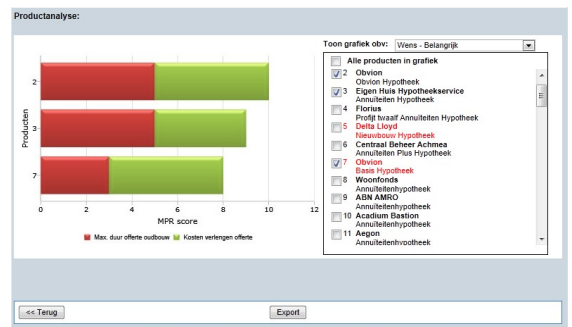 Productanalyse:
Toon grafiek obv: Wens - Belangrijk
Alle producten in grafiek
2 Obvion
Obvion Hypotheek
3 Eigen Huis Hypotheekservice
Annuïteiten Hypotheek
4 Florius
Profijt twaalf Annuïteiten Hypotheek
5 Delta Lloyd
Nieuwbouw Hypotheek
6 Centraal Beheer Achmea
Annuïteiten Plus Hypotheek
7 Obvion
Basis Hypotheek
8 Woonfonds
Annuïteitenhypotheek
9 ABN AMRO
Annuïteitenhypotheek
10 Acadium Bastion
Annuïteitenhypotheek
11 Aegon
Annuïteitenhypotheek
Producten
2
3
7
0 2 4 6 8 10 12
MPR score
Max. duur offerte oudbouw Kosten verlengen offerte
<< Terug
Export